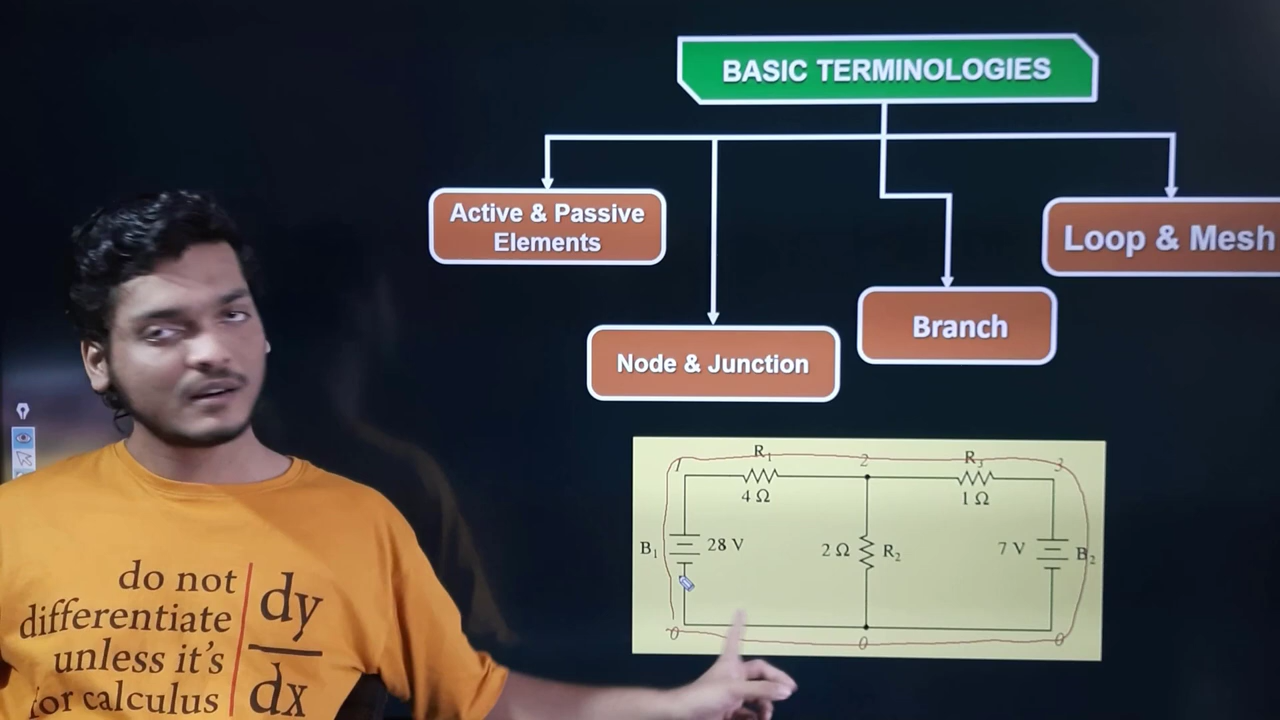 BASIC TERMINOLOGIES
Active & Passive
Elements
Loop & Mesh
Branch
Node & Junction
R₁
4 Ω
R₃
1 Ω
1
2
3
B₁
28 V
2 Ω
R₂
7 V
B₂
0
0
0
do not
differentiate
unless it's
for calculus
dy
dx